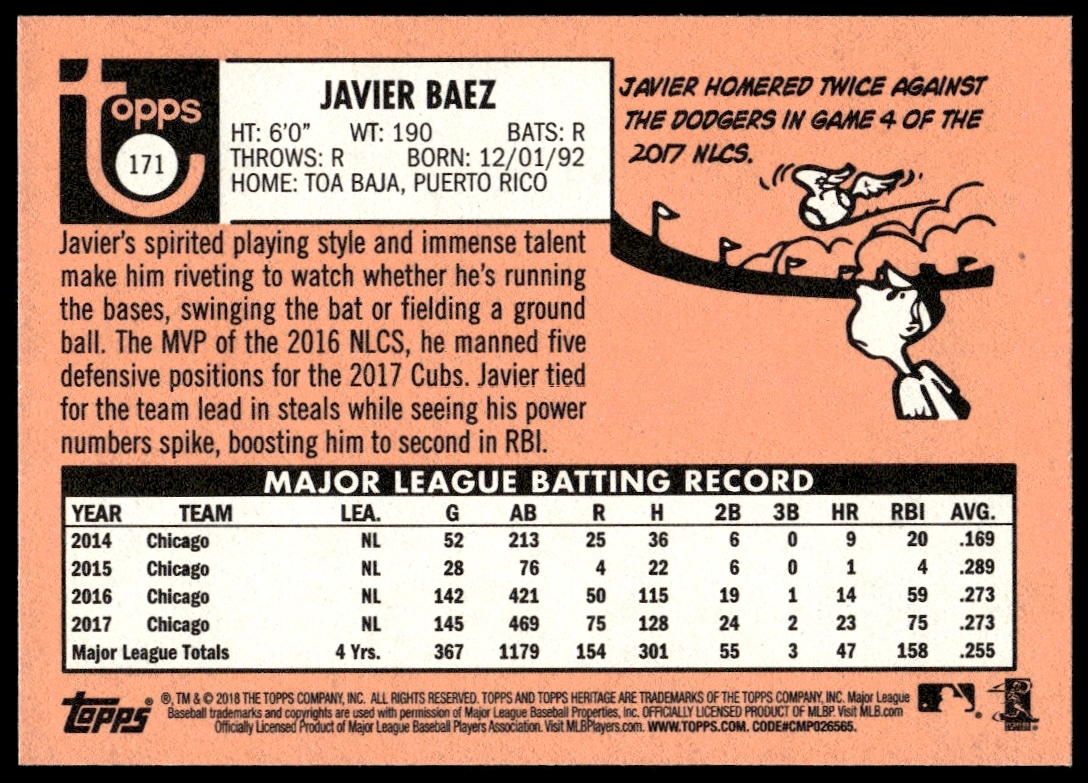 topps
171
JAVIER BAEZ
HT: 6'0" WT: 190 BATS: R
THROWS: R BORN: 12/01/92
HOME: TOA BAJA, PUERTO RICO
JAVIER HOMERED TWICE AGAINST
THE DODGERS IN GAME 4 OF THE
2017 NLCS.
Javier's spirited playing style and immense talent
make him riveting to watch whether he's running
the bases, swinging the bat or fielding a ground
ball. The MVP of the 2016 NLCS, he manned five
defensive positions for the 2017 Cubs. Javier tied
for the team lead in steals while seeing his power
numbers spike, boosting him to second in RBI.
MAJOR LEAGUE BATTING RECORD
YEAR TEAM LEA. G AB R H 2B 3B HR RBI AVG.
2014 Chicago NL 52 213 25 36 6 0 9 20 .169
2015 Chicago NL 28 76 4 22 6 0 1 4 .289
2016 Chicago NL 142 421 50 115 19 1 14 59 .273
2017 Chicago NL 145 469 75 128 24 2 23 75 .273
Major League Totals 4 Yrs. 367 1179 154 301 55 3 47 158 .255
topps ®
®, TM & © 2018 THE TOPPS COMPANY, INC. ALL RIGHTS RESERVED. TOPPS AND TOPPS HERITAGE ARE TRADEMARKS OF THE TOPPS COMPANY, INC. Major League
Baseball trademarks and copyrights are used with permission of Major League Baseball Properties, Inc. OFFICIALLY LICENSED PRODUCT OF MLBP. Visit MLB.com
Officially Licensed Product of Major League Baseball Players Association. Visit MLBPlayers.com. WWW.TOPPS.COM. CODE#CMP026565.